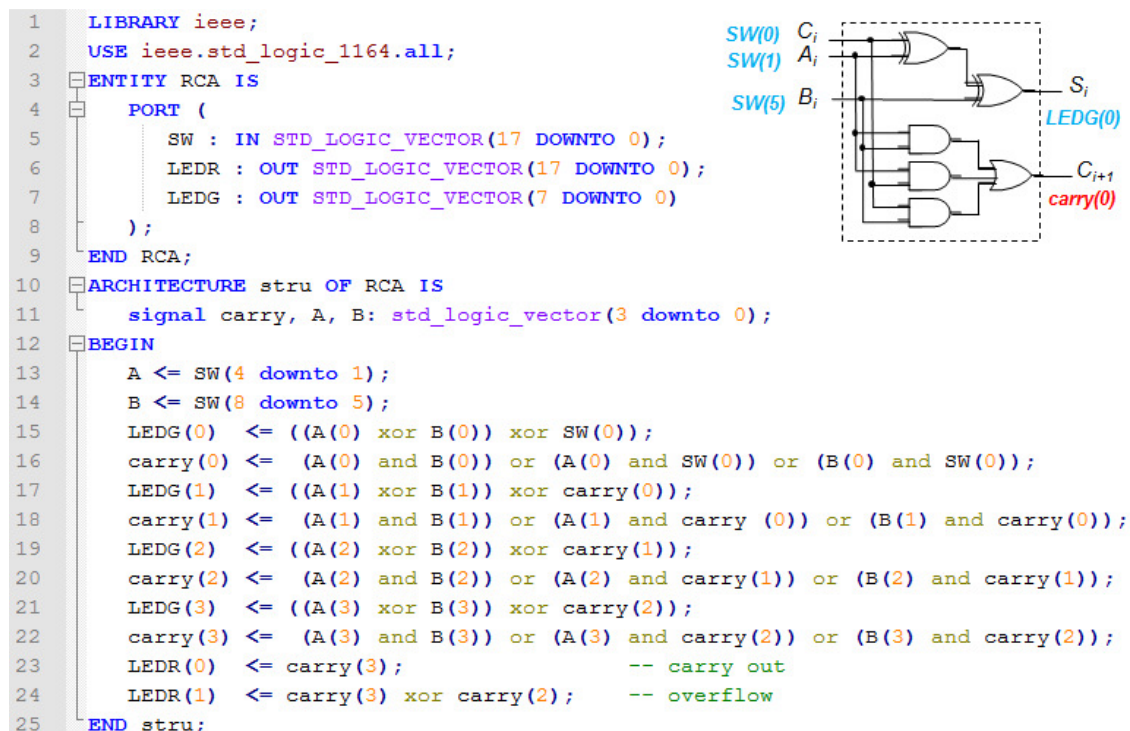 1 LIBRARY ieee;
2 USE ieee.std_logic_1164.all;
3 ENTITY RCA IS
4 PORT (
5 SW : IN STD_LOGIC_VECTOR(17 DOWNTO 0);
6 LEDR : OUT STD_LOGIC_VECTOR(17 DOWNTO 0);
7 LEDG : OUT STD_LOGIC_VECTOR(7 DOWNTO 0)
8 );
9 END RCA;
10 ARCHITECTURE stru OF RCA IS
11 signal carry, A, B: std_logic_vector(3 downto 0);
12 BEGIN
13 A <= SW(4 downto 1);
14 B <= SW(8 downto 5);
15 LEDG(0) <= ((A(0) xor B(0)) xor SW(0));
16 carry(0) <= (A(0) and B(0)) or (A(0) and SW(0)) or (B(0) and SW(0));
17 LEDG(1) <= ((A(1) xor B(1)) xor carry(0));
18 carry(1) <= (A(1) and B(1)) or (A(1) and carry (0)) or (B(1) and carry(0));
19 LEDG(2) <= ((A(2) xor B(2)) xor carry(1));
20 carry(2) <= (A(2) and B(2)) or (A(2) and carry(1)) or (B(2) and carry(1));
21 LEDG(3) <= ((A(3) xor B(3)) xor carry(2));
22 carry(3) <= (A(3) and B(3)) or (A(3) and carry(2)) or (B(3) and carry(2));
23 LEDR(0) <= carry(3); -- carry out
24 LEDR(1) <= carry(3) xor carry(2); -- overflow
25 END stru;
SW(0) Ci
SW(1) Ai
SW(5) Bi
Si
LEDG(0)
Ci+1
carry(0)